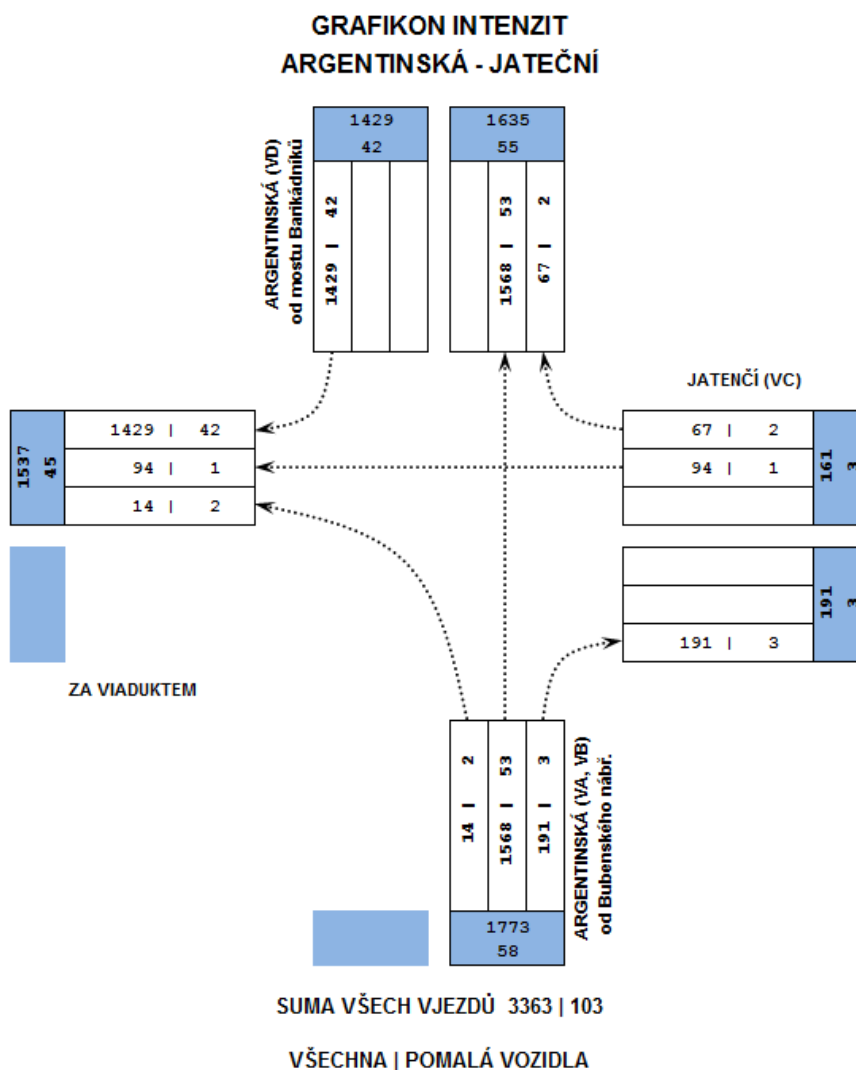 GRAFIKON INTENZIT
ARGENTINSKÁ - JATEČNÍ
1429
42
1635
55
ARGENTINSKÁ (VD)
od mostu Barikádníků
1429 | 42
1568 | 53
67 | 2
JATENČÍ (VC)
1537
45
1429 | 42
94 | 1
14 | 2
67 | 2
94 | 1
161
3
191 | 3
191
3
ZA VIADUKTEM
14 | 2
1568 | 53
191 | 3
ARGENTINSKÁ (VA, VB)
od Bubenského nábř.
1773
58
SUMA VŠECH VJEZDŮ 3363 | 103
VŠECHNA | POMALÁ VOZIDLA